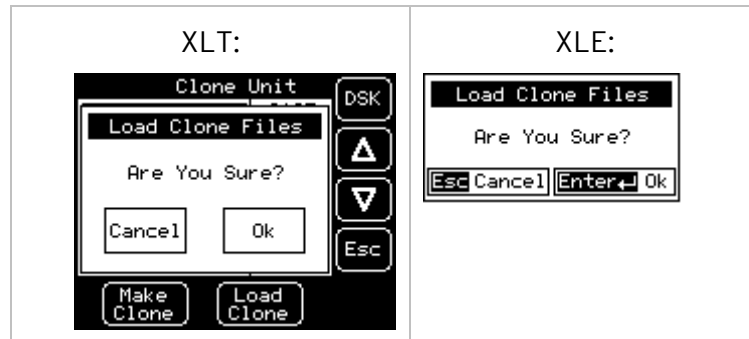 XLT:
Clone Unit
DSK
Load Clone Files
Are You Sure?
Cancel Ok
Esc
Make Clone
Load Clone
XLE:
Load Clone Files
Are You Sure?
Esc Cancel Enter↵ Ok